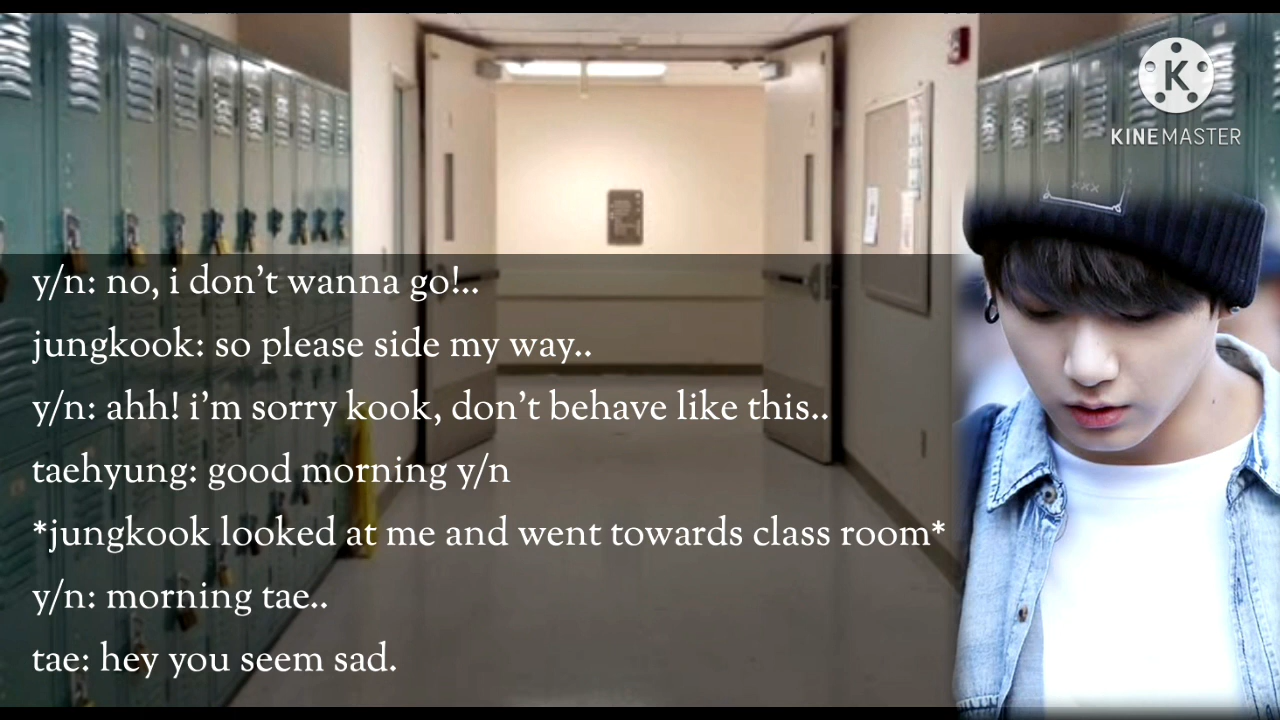 K
KINEMASTER
xxx
y/n: no, i don't wanna go!..
jungkook: so please side my way..
y/n: ahh! i'm sorry kook, don't behave like this..
taehyung: good morning y/n
*jungkook looked at me and went towards class room*
y/n: morning tae..
tae: hey you seem sad.